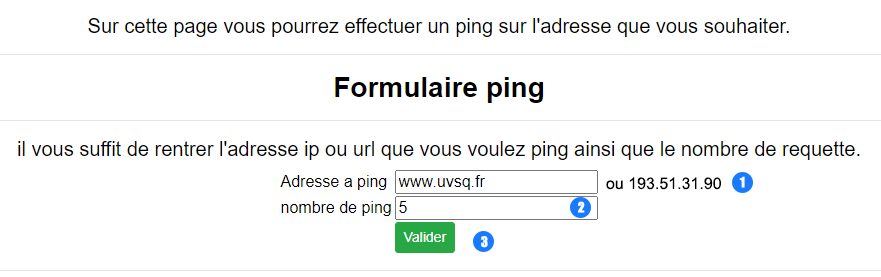 Sur cette page vous pourrez effectuer un ping sur l'adresse que vous souhaiter.
Formulaire ping
il vous suffit de rentrer l'adresse ip ou url que vous voulez ping ainsi que le nombre de requette.
Adresse a ping www.uvsq.fr ou 193.51.31.90 1
nombre de ping 5 2
Valider 3